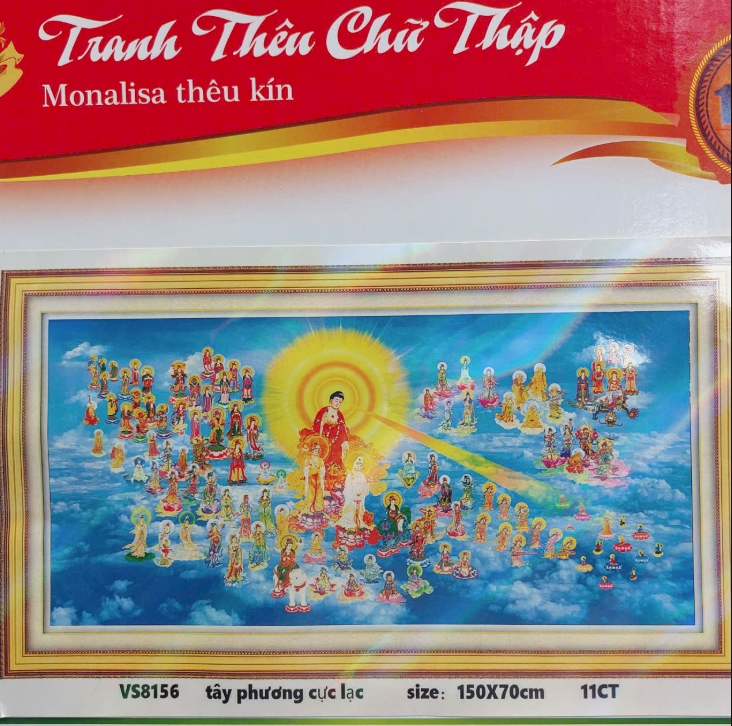 Tranh Thêu Chữ Thập
Monalisa thêu kín
VS8156 tây phương cực lạc size: 150X70cm 11CT